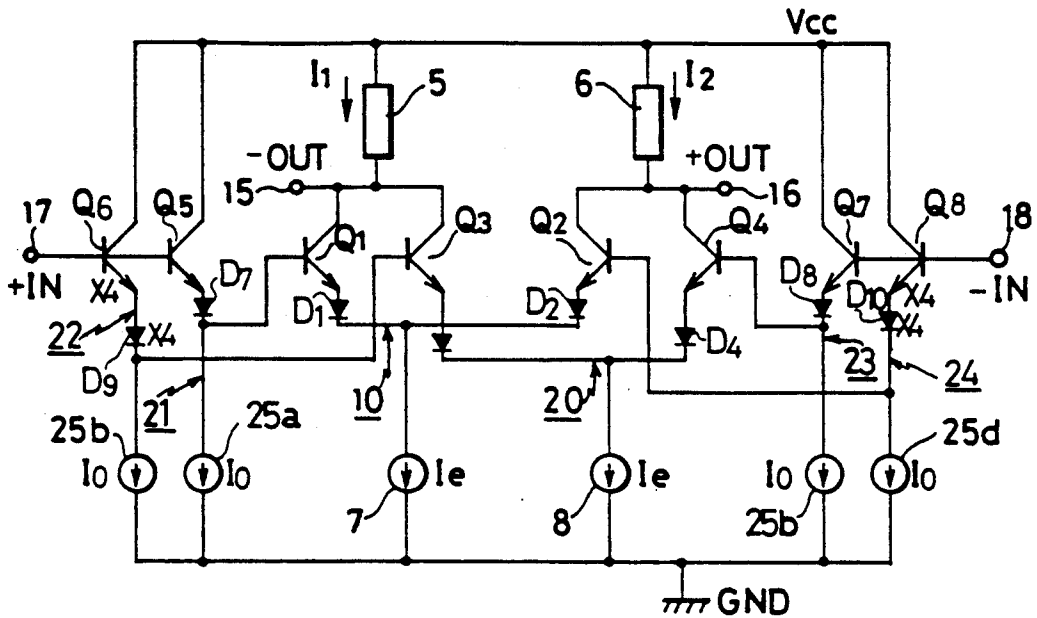 Vcc
I1
5
6
I2
-OUT
15
+OUT
16
17
Q6
Q5
Q1
Q3
Q2
Q4
Q7
Q8
18
+IN
X4
D7
D1
D2
D8
D10
X4
-IN
22
X4
D9
D4
X4
21
10
20
23
24
25b
25a
25d
I0
I0
Ie
Ie
I0
I0
7
8
25b
GND